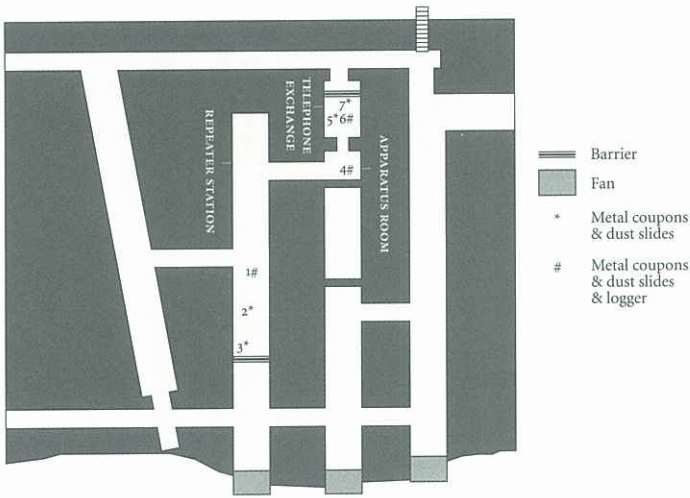 TELEPHONE
EXCHANGE
REPEATER STATION
APPARATUS ROOM
7*
5*6#
4#
1#
2*
3*
Barrier
Fan
* Metal coupons
& dust slides
# Metal coupons
& dust slides
& logger